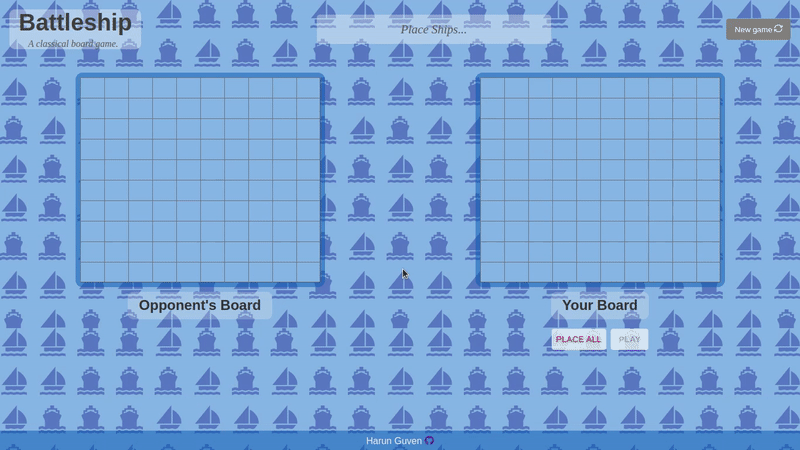 Battleship
A classical board game.
Place Ships...
New game
Opponent's Board
Your Board
PLACE ALL
PLAY
Harun Guven